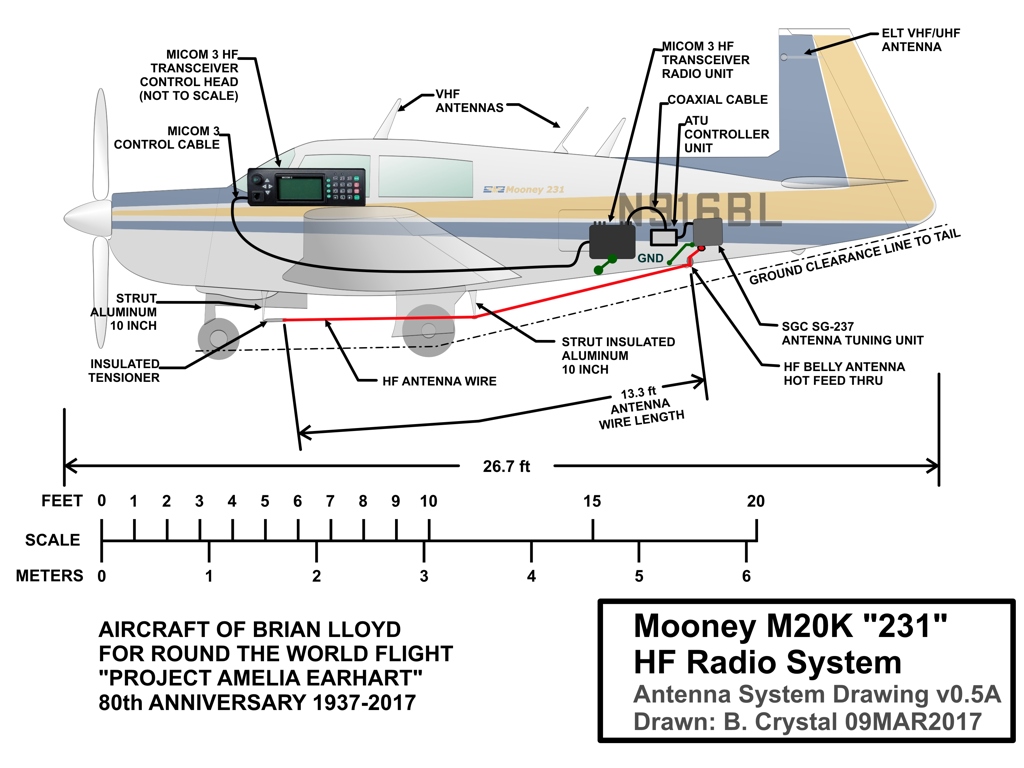 MICOM 3 HF
TRANSCEIVER
CONTROL HEAD
(NOT TO SCALE)
MICOM 3
CONTROL CABLE
VHF
ANTENNAS
MICOM 3 HF
TRANSCEIVER
RADIO UNIT
COAXIAL CABLE
ATU
CONTROLLER
UNIT
ELT VHF/UHF
ANTENNA
Mooney 231
N916BL
GND
GROUND CLEARANCE LINE TO TAIL
STRUT
ALUMINUM
10 INCH
INSULATED
TENSIONER
HF ANTENNA WIRE
STRUT INSULATED
ALUMINUM
10 INCH
SGC SG-237
ANTENNA TUNING UNIT
HF BELLY ANTENNA
HOT FEED THRU
13.3 ft
ANTENNA
WIRE LENGTH
26.7 ft
FEET 0 1 2 3 4 5 6 7 8 9 10 15 20
SCALE
METERS 0 1 2 3 4 5 6
AIRCRAFT OF BRIAN LLOYD
FOR ROUND THE WORLD FLIGHT
"PROJECT AMELIA EARHART"
80th ANNIVERSARY 1937-2017
Mooney M20K "231"
HF Radio System
Antenna System Drawing v0.5A
Drawn: B. Crystal 09MAR2017